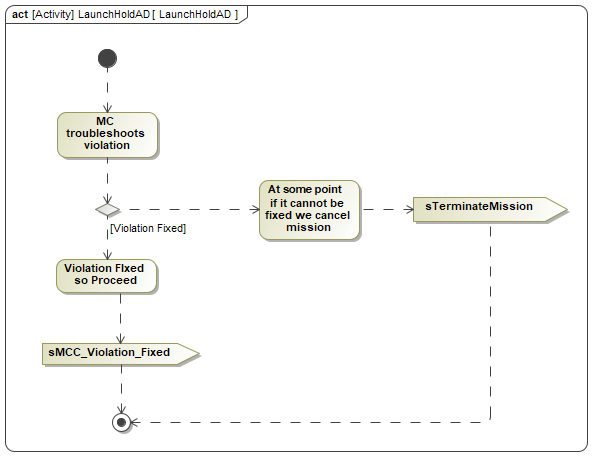 act [Activity] LaunchHoldAD[ LaunchHoldAD ]
MC
troubleshoots
violation
At some point
if it cannot be
fixed we cancel
mission
sTerminateMission
[Violation Fixed]
Violation FIxed
so Proceed
sMCC_Violation_Fixed